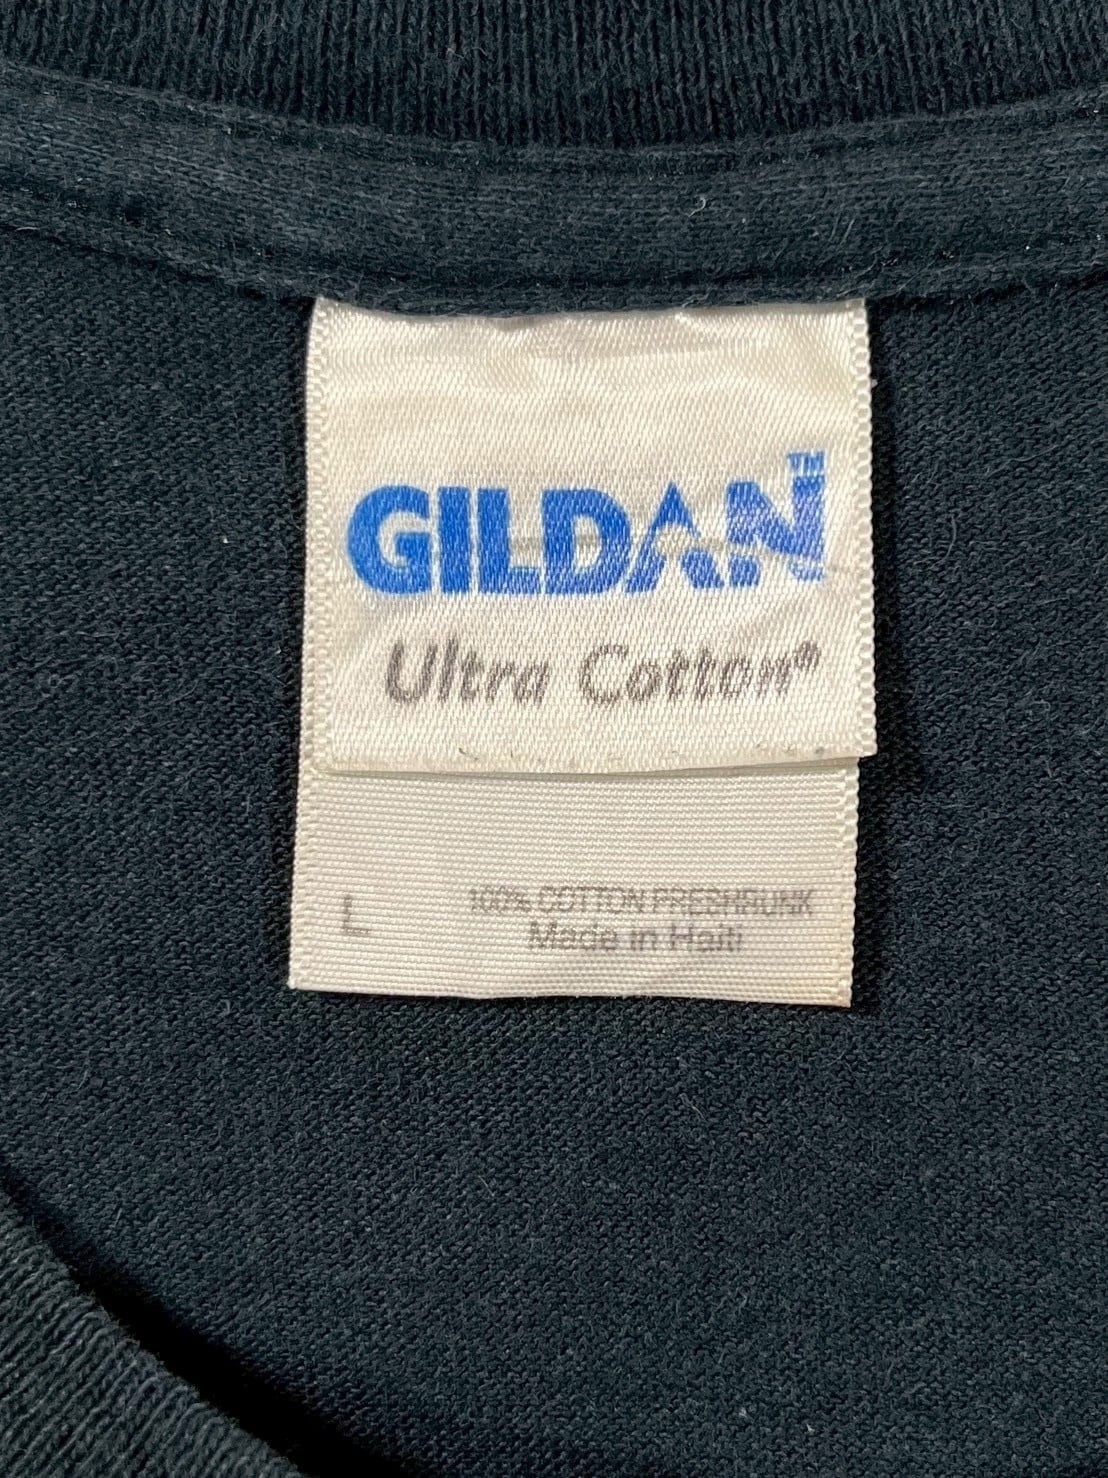 GILDAN™
Ultra Cotton®
L
100% COTTON PRESHRUNK
Made in Haiti